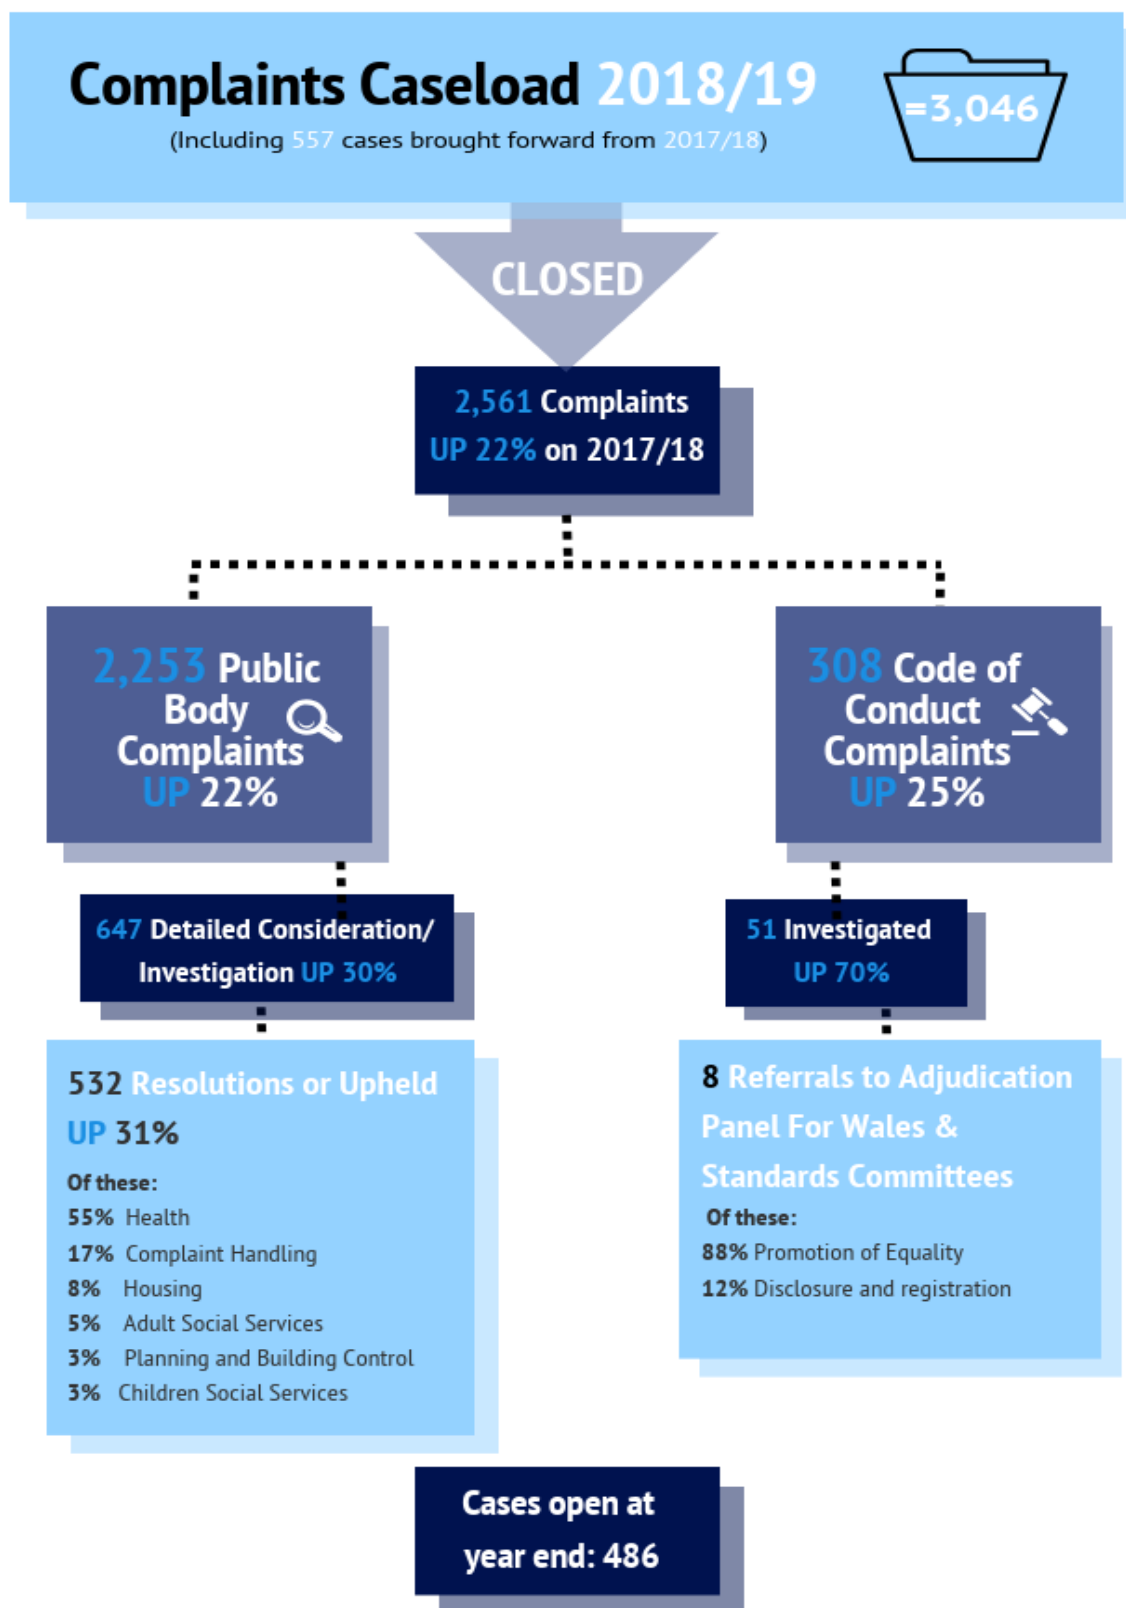 Complaints Caseload 2018/19
(Including 557 cases brought forward from 2017/18)
=3,046
CLOSED
2,561 Complaints
UP 22% on 2017/18
2,253 Public
Body
Complaints
UP 22%
308 Code of
Conduct
Complaints
UP 25%
647 Detailed Consideration/
Investigation UP 30%
51 Investigated
UP 70%
532 Resolutions or Upheld
UP 31%
Of these:
55% Health
17% Complaint Handling
8% Housing
5% Adult Social Services
3% Planning and Building Control
3% Children Social Services
8 Referrals to Adjudication
Panel For Wales &
Standards Committees
Of these:
88% Promotion of Equality
12% Disclosure and registration
Cases open at
year end: 486